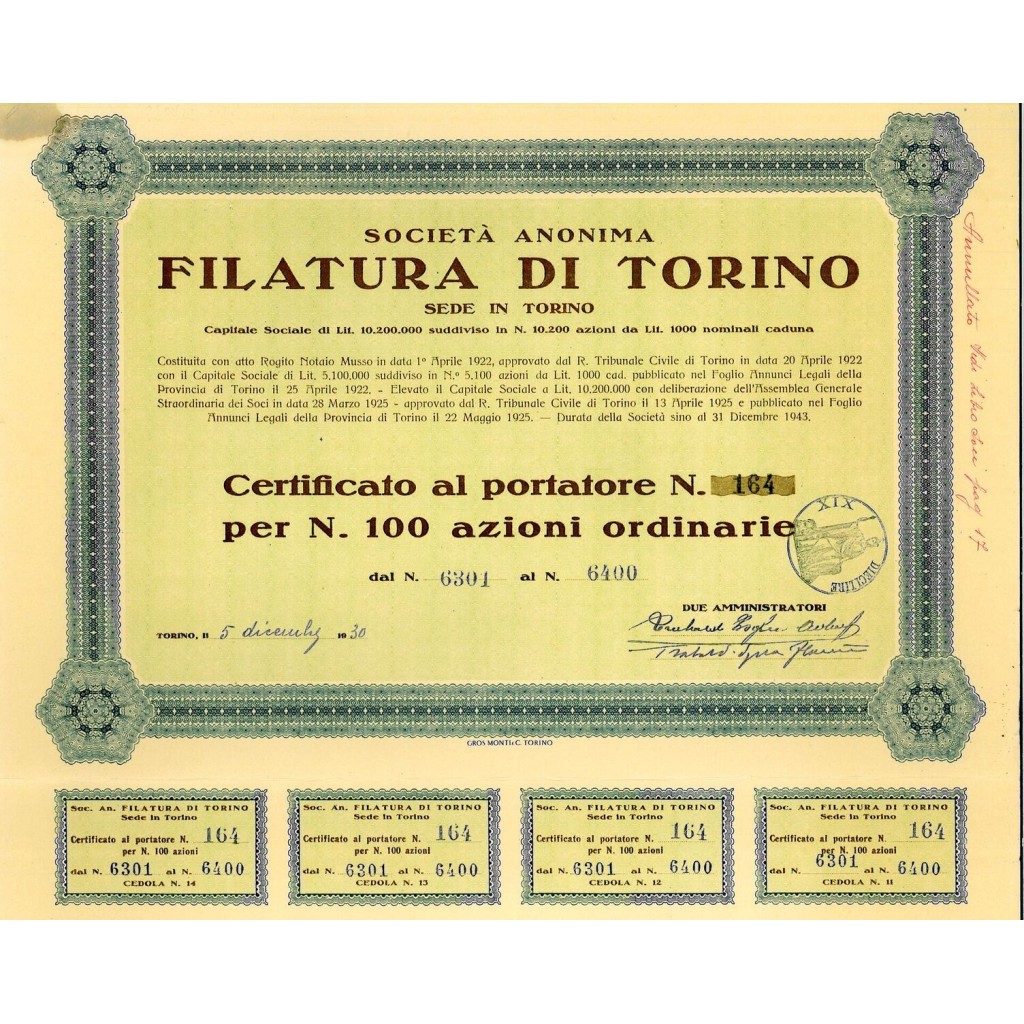 SOCIETÀ ANONIMA
FILATURA DI TORINO
SEDE IN TORINO
Capitale Sociale di Lit. 10.200.000 suddiviso in N. 10.200 azioni da Lit. 1000 nominali caduna
Costituita con atto Rogito Notaio Musso in data 1º Aprile 1922, approvato dal R. Tribunale Civile di Torino in data 20 Aprile 1922
con il Capitale Sociale di Lit. 5,100,000 suddiviso in N.º 5,100 azioni da Lit. 1000 cad. pubblicato nel Foglio Annunci Legali della
Provincia di Torino il 25 Aprile 1922. - Elevato il Capitale Sociale a Lit. 10,200,000 con deliberazione dell'Assemblea Generale
Straordinaria dei Soci in data 28 Marzo 1925 - approvato dal R. Tribunale Civile di Torino il 13 Aprile 1925 e pubblicato nel Foglio
Annunci Legali della Provincia di Torino il 22 Maggio 1925. — Durata della Società sino al 31 Dicembre 1943.
Certificato al portatore N. 164
per N. 100 azioni ordinarie
XIX
DIECI LIRE
dal N. 6301 al N. 6400
DUE AMMINISTRATORI
TORINO, li 5 dicembre 1930
GROS MONTI & C. TORINO
Annullato pag 17
Soc. An. FILATURA DI TORINO
Sede in Torino
Certificato al portatore N. 164
per N. 100 azioni
dal N. 6301 al N. 6400
CEDOLA N. 14
Soc. An. FILATURA DI TORINO
Sede in Torino
Certificato al portatore N. 164
per N. 100 azioni
dal N. 6301 al N. 6400
CEDOLA N. 13
Soc. An. FILATURA DI TORINO
Sede in Torino
Certificato al portatore N. 164
per N. 100 azioni
dal N. 6301 al N. 6400
CEDOLA N. 12
Soc. An. FILATURA DI TORINO
Sede in Torino
Certificato al portatore N. 164
per N. 100 azioni
dal N. 6301 al N. 6400
CEDOLA N. 11